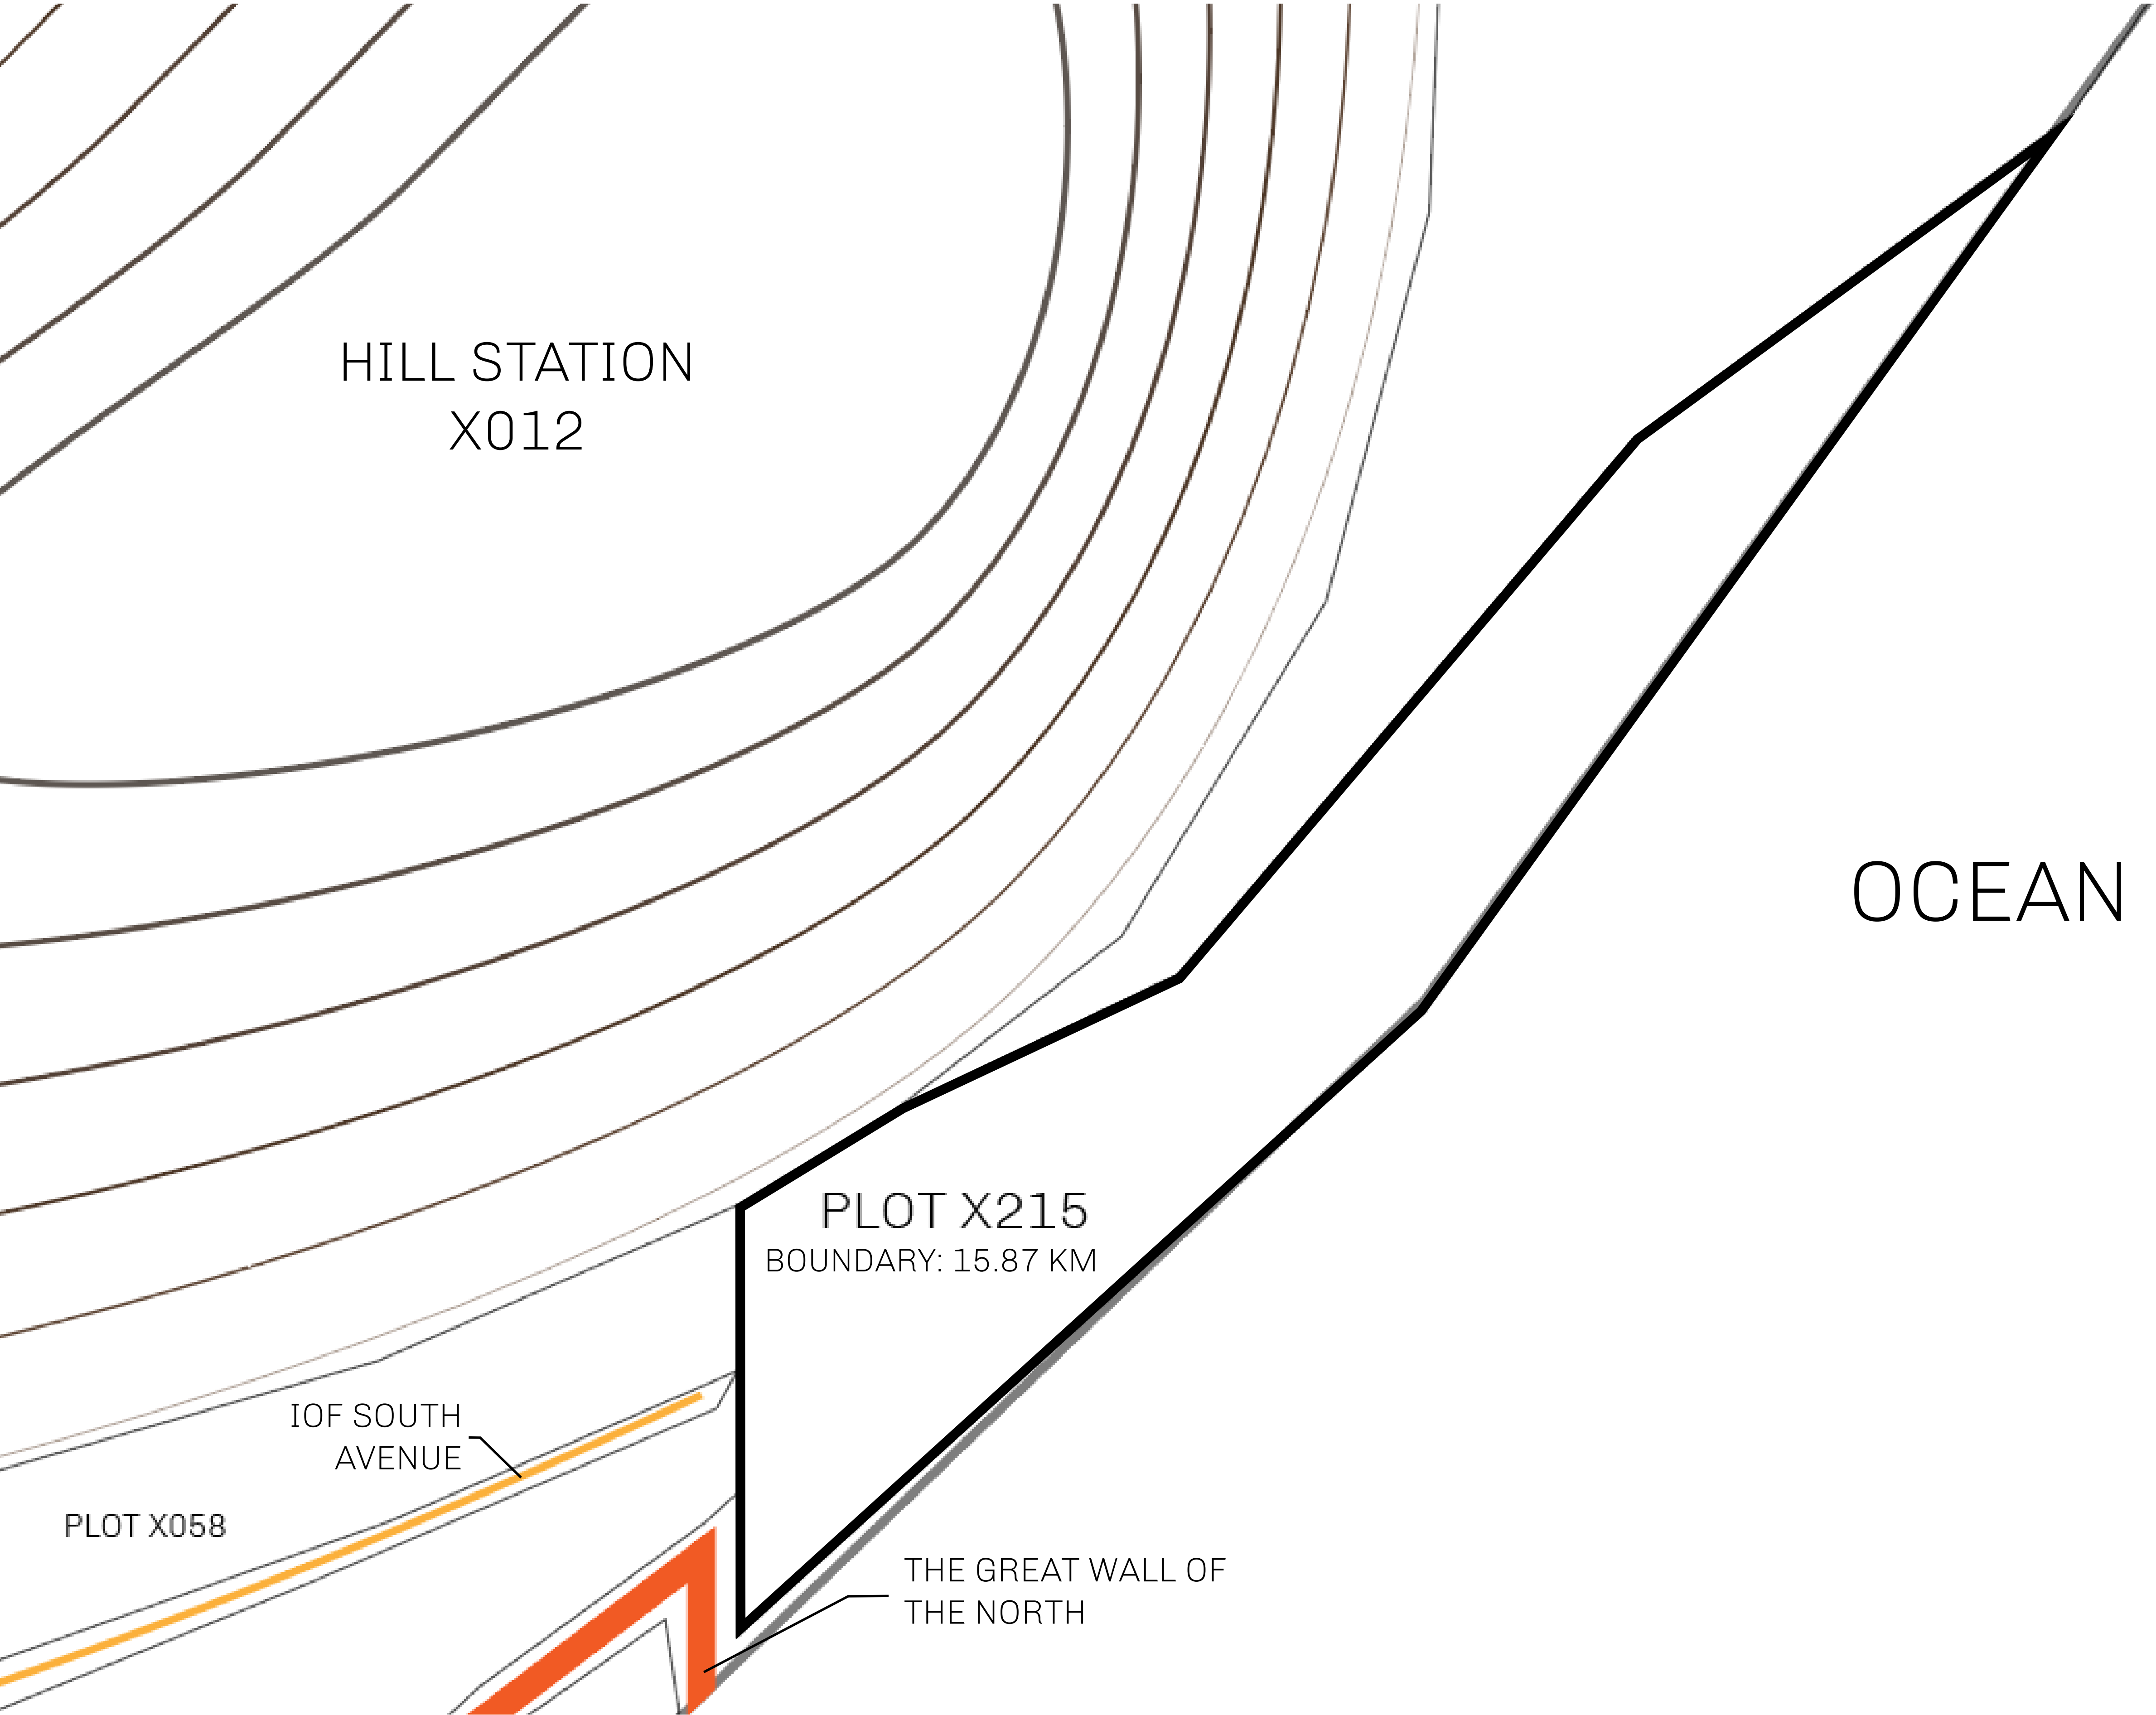 HILL STATION
X012
OCEAN
PLOT X215
BOUNDARY: 15.87 KM
IOF SOUTH
AVENUE
PLOT X058
THE GREAT WALL OF
THE NORTH